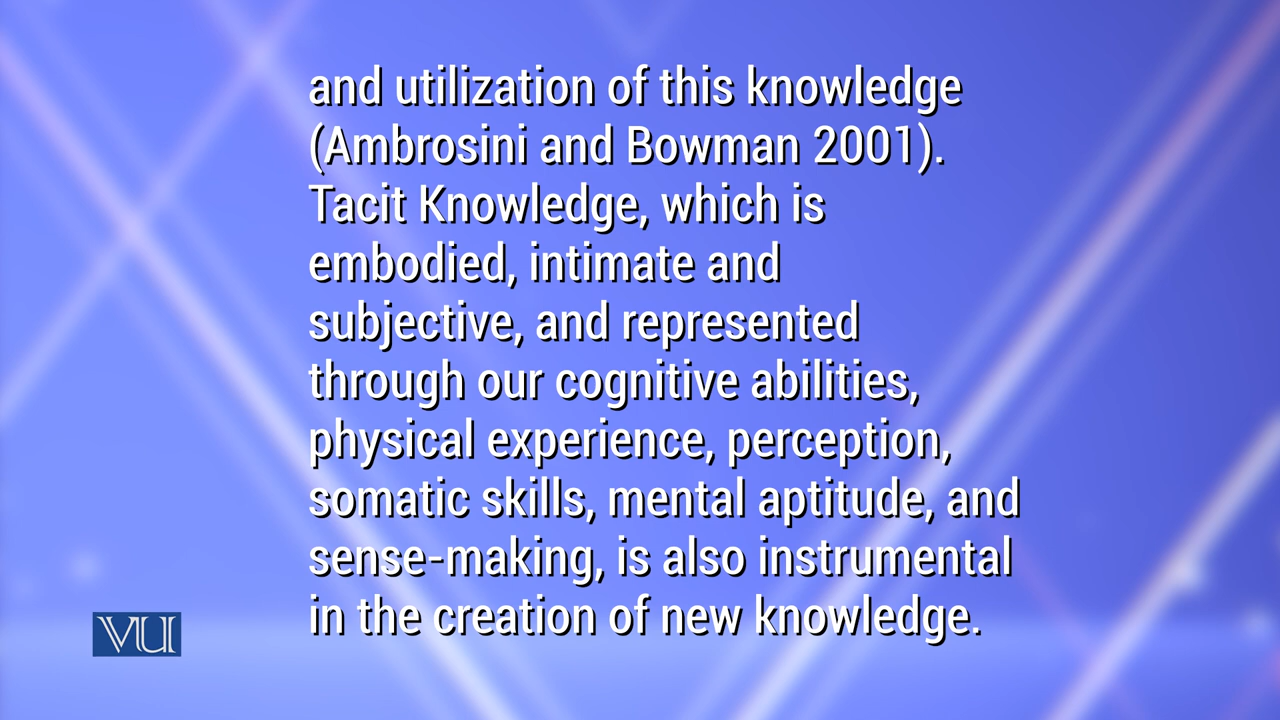 and utilization of this knowledge
(Ambrosini and Bowman 2001).
Tacit Knowledge, which is
embodied, intimate and
subjective, and represented
through our cognitive abilities,
physical experience, perception,
somatic skills, mental aptitude, and
sense-making, is also instrumental
in the creation of new knowledge.
VU